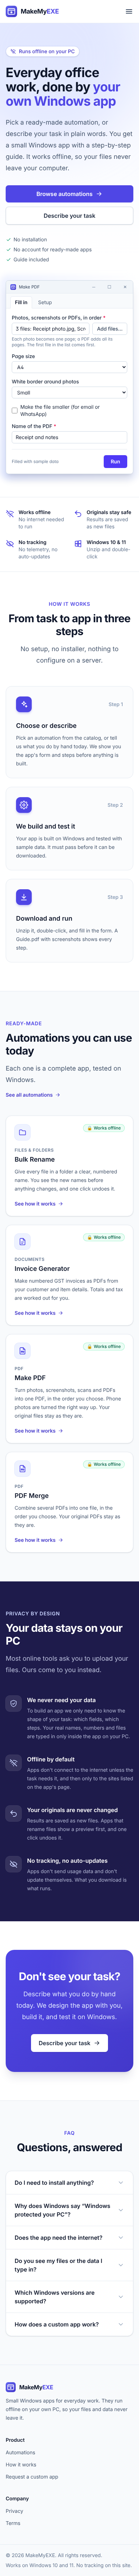 MakeMyEXE
Runs offline on your PC
Everyday office
work, done by your
own Windows app
Pick a ready-made automation, or
describe your task in plain words. You get
a small Windows app with a step-by-step
guide. It works offline, so your files never
leave your computer.
Browse automations →
Describe your task
✓ No installation
✓ No account for ready-made apps
✓ Guide included
Make PDF
Fill in Setup
Photos, screenshots or PDFs, in order *
3 files: Receipt photo.jpg, Scr Add files...
Each photo becomes one page; a PDF adds all its
pages. The first file in the list comes first.
Page size
A4
White border around photos
Small
Make the file smaller (for email or
WhatsApp)
Name of the PDF *
Receipt and notes
Filled with sample data
Run
Works offline
No internet needed
to run
Originals stay safe
Results are saved
as new files
No tracking
No telemetry, no
auto-updates
Windows 10 & 11
Unzip and double-
click
HOW IT WORKS
From task to app in three
steps
No setup, no installer, nothing to
configure on a server.
Step 1
Choose or describe
Pick an automation from the catalog, or tell
us what you do by hand today. We show you
the app's form and steps before anything is
built.
Step 2
We build and test it
Your app is built on Windows and tested with
sample data. It must pass before it can be
downloaded.
Step 3
Download and run
Unzip it, double-click, and fill in the form. A
Guide.pdf with screenshots shows every
step.
READY-MADE
Automations you can use
today
Each one is a complete app, tested on
Windows.
See all automations →
Works offline
FILES & FOLDERS
Bulk Rename
Give every file in a folder a clear, numbered
name. You see the new names before
anything changes, and one click undoes it.
See how it works →
Works offline
DOCUMENTS
Invoice Generator
Make numbered GST invoices as PDFs from
your customer and item details. Totals and tax
are worked out for you.
See how it works →
Works offline
PDF
Make PDF
Turn photos, screenshots, scans and PDFs
into one PDF, in the order you choose. Phone
photos are turned the right way up. Your
original files stay as they are.
See how it works →
Works offline
PDF
PDF Merge
Combine several PDFs into one file, in the
order you choose. Your original PDFs stay as
they are.
See how it works →
PRIVACY BY DESIGN
Your data stays on your
PC
Most online tools ask you to upload your
files. Ours come to you instead.
We never need your data
To build an app we only need to know the
shape of your task: which fields, which
steps. Your real names, numbers and files
are typed in only inside the app on your PC.
Offline by default
Apps don't connect to the internet unless the
task needs it, and then only to the sites listed
on the app's page.
Your originals are never changed
Results are saved as new files. Apps that
rename files show a preview first, and one
click undoes it.
No tracking, no auto-updates
Apps don't send usage data and don't
update themselves. What you download is
what runs.
Don't see your task?
Describe what you do by hand
today. We design the app with you,
build it, and test it on Windows.
Describe your task →
FAQ
Questions, answered
Do I need to install anything?
Why does Windows say "Windows
protected your PC"?
Does the app need the internet?
Do you see my files or the data I
type in?
Which Windows versions are
supported?
How does a custom app work?
MakeMyEXE
Small Windows apps for everyday work. They run
offline on your own PC, so your files and data never
leave it.
Product
Automations
How it works
Request a custom app
Company
Privacy
Terms
© 2026 MakeMyEXE. All rights reserved.
Works on Windows 10 and 11. No tracking on this site.